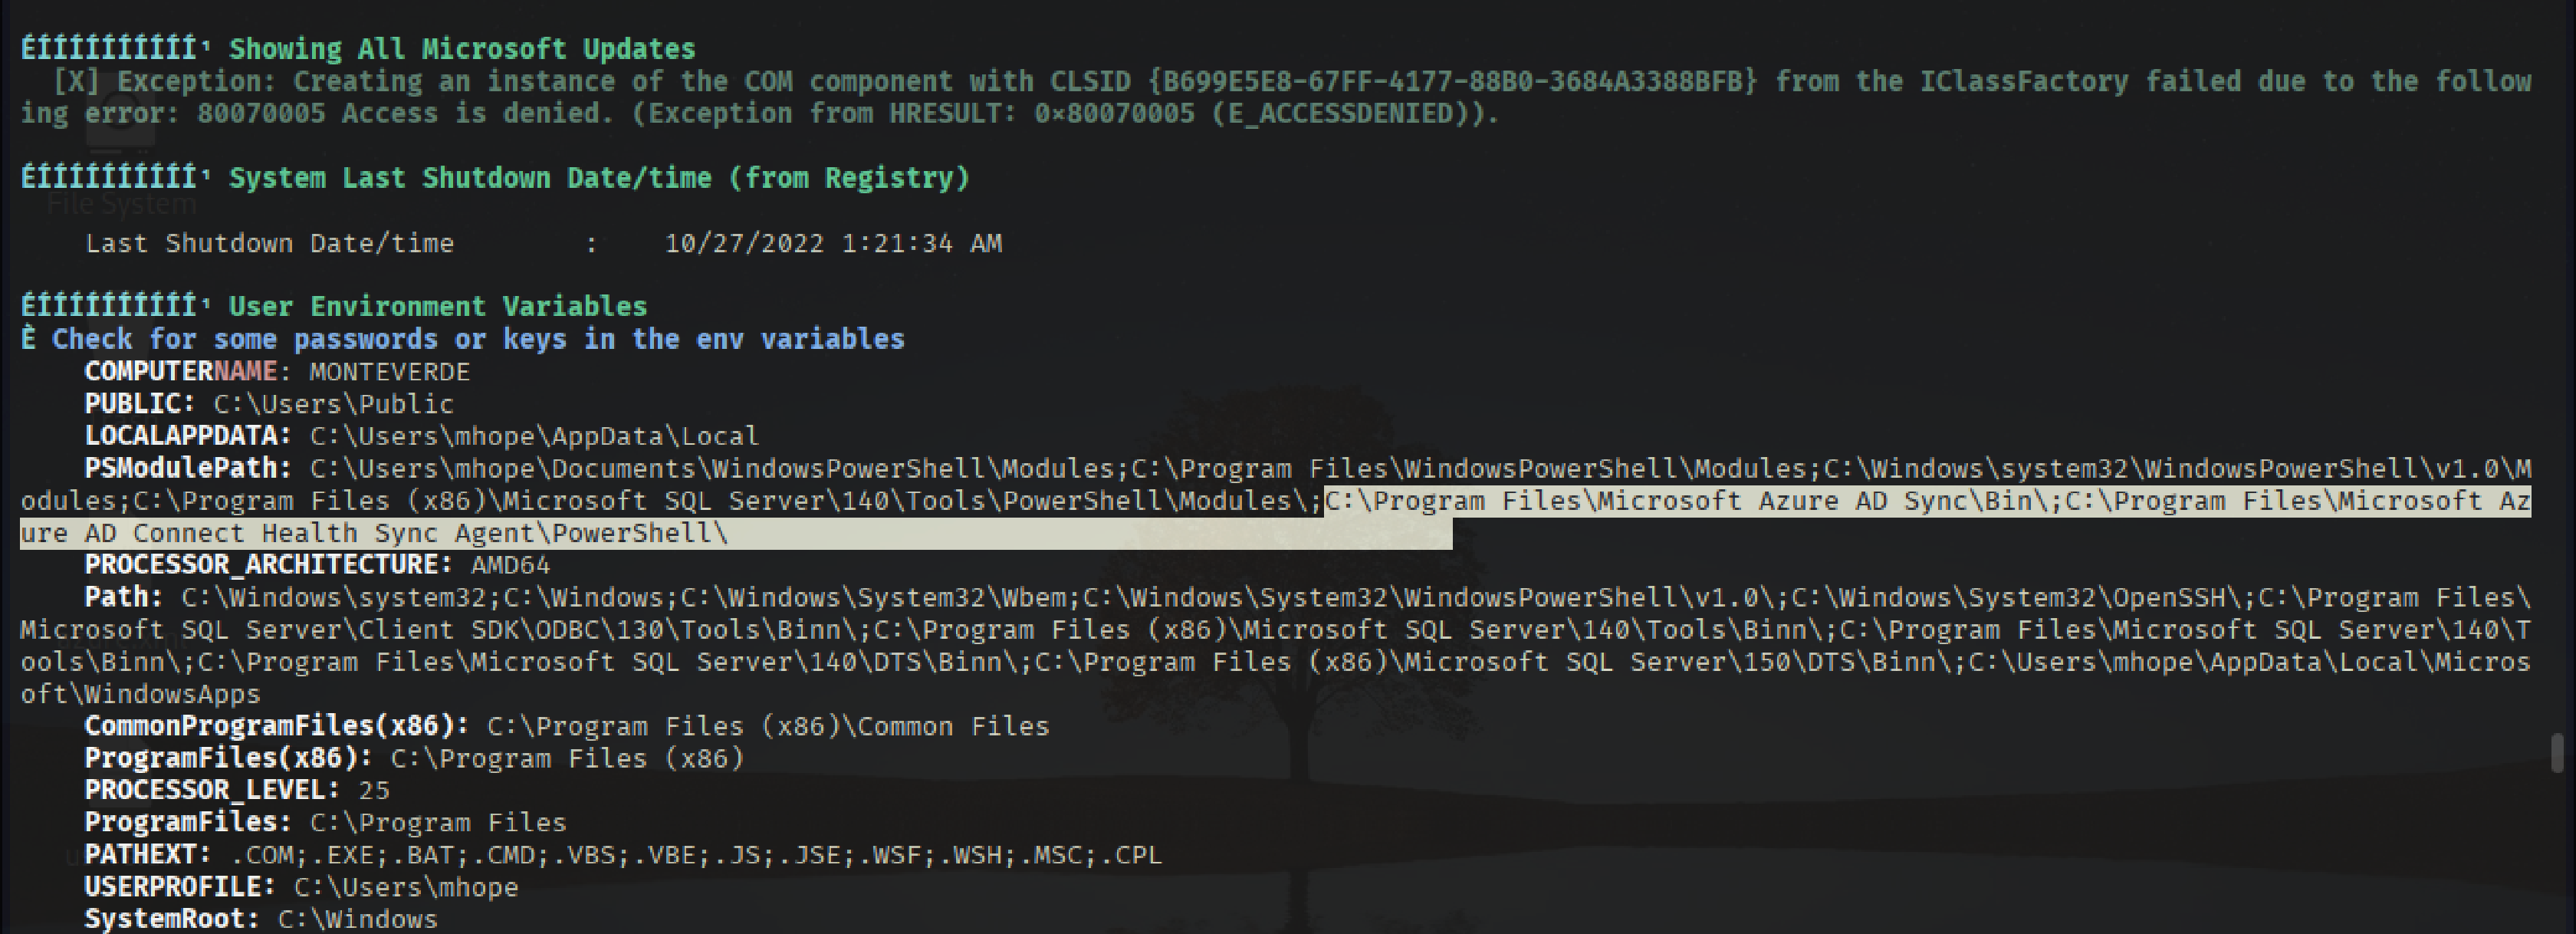 ÉÍÍÍÍÍÍÍÍÍÍ¹ Showing All Microsoft Updates
[X] Exception: Creating an instance of the COM component with CLSID {B699E5E8-67FF-4177-88B0-3684A3388BFB} from the IClassFactory failed due to the follow
ing error: 80070005 Access is denied. (Exception from HRESULT: 0×80070005 (E_ACCESSDENIED)).
ÉÍÍÍÍÍÍÍÍÍÍ¹ System Last Shutdown Date/time (from Registry)
File System
Last Shutdown Date/time        :    10/27/2022 1:21:34 AM
ÉÍÍÍÍÍÍÍÍÍÍ¹ User Environment Variables
È Check for some passwords or keys in the env variables
COMPUTERNAME: MONTEVERDE
PUBLIC: C:\Users\Public
LOCALAPPDATA: C:\Users\mhope\AppData\Local
PSModulePath: C:\Users\mhope\Documents\WindowsPowerShell\Modules;C:\Program Files\WindowsPowerShell\Modules;C:\Windows\system32\WindowsPowerShell\v1.0\M
odules;C:\Program Files (x86)\Microsoft SQL Server\140\Tools\PowerShell\Modules\;C:\Program Files\Microsoft Azure AD Sync\Bin\;C:\Program Files\Microsoft Az
ure AD Connect Health Sync Agent\PowerShell\
PROCESSOR_ARCHITECTURE: AMD64
Path: C:\Windows\system32;C:\Windows;C:\Windows\System32\Wbem;C:\Windows\System32\WindowsPowerShell\v1.0\;C:\Windows\System32\OpenSSH\;C:\Program Files\
Microsoft SQL Server\Client SDK\ODBC\130\Tools\Binn\;C:\Program Files (x86)\Microsoft SQL Server\140\Tools\Binn\;C:\Program Files\Microsoft SQL Server\140\T
ools\Binn\;C:\Program Files\Microsoft SQL Server\140\DTS\Binn\;C:\Program Files (x86)\Microsoft SQL Server\150\DTS\Binn\;C:\Users\mhope\AppData\Local\Micros
oft\WindowsApps
CommonProgramFiles(x86): C:\Program Files (x86)\Common Files
ProgramFiles(x86): C:\Program Files (x86)
PROCESSOR_LEVEL: 25
ProgramFiles: C:\Program Files
PATHEXT: .COM;.EXE;.BAT;.CMD;.VBS;.VBE;.JS;.JSE;.WSF;.WSH;.MSC;.CPL
USERPROFILE: C:\Users\mhope
SystemRoot: C:\Windows